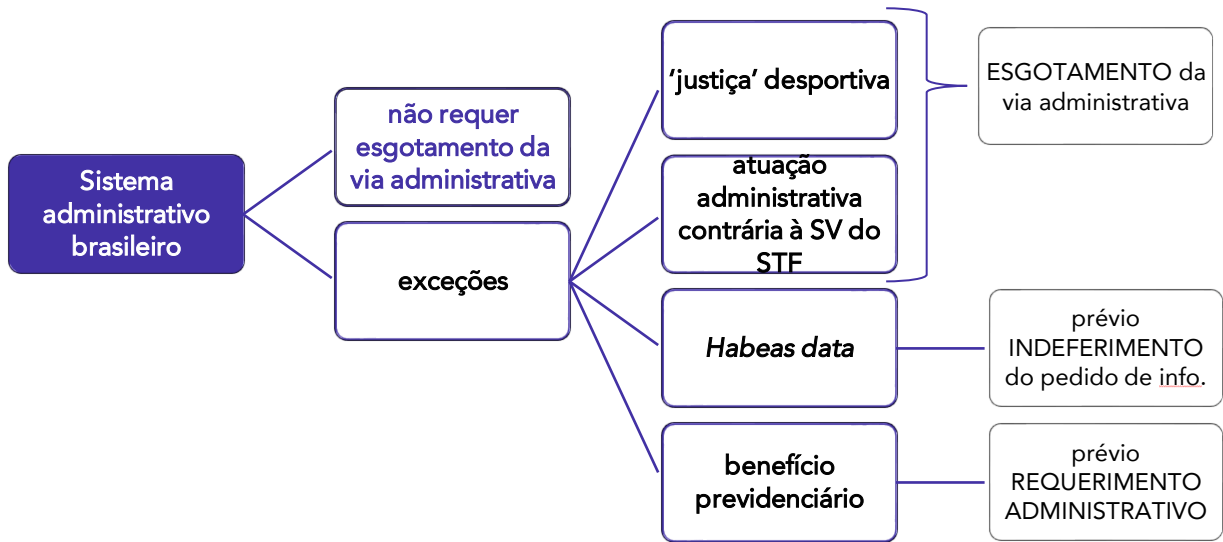 Sistema
administrativo
brasileiro
não requer
esgotamento da
via administrativa
exceções
'justiça' desportiva
atuação
administrativa
contrária à SV do
STF
ESGOTAMENTO da
via administrativa
Habeas data
prévio
INDEFERIMENTO
do pedido de info.
benefício
previdenciário
prévio
REQUERIMENTO
ADMINISTRATIVO